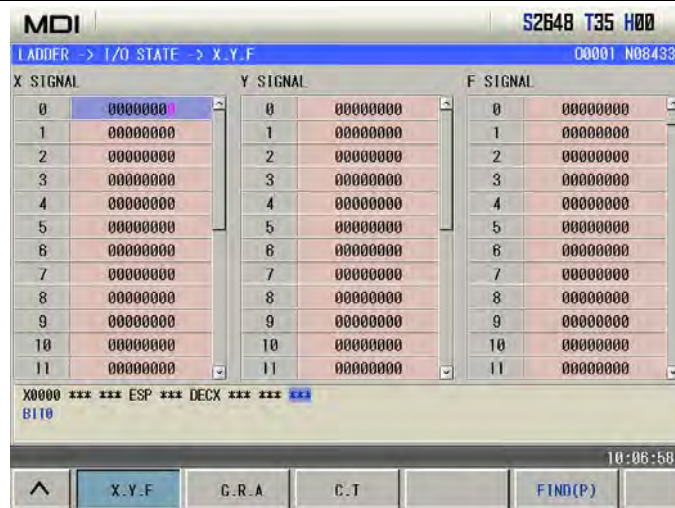 MDI S2648 T35 H00
LADDER -> I/O STATE -> X.Y.F O0001 N08433
X SIGNAL Y SIGNAL F SIGNAL
0 00000000 0 00000000 0 00000000
1 00000000 1 00000000 1 00000000
2 00000000 2 00000000 2 00000000
3 00000000 3 00000000 3 00000000
4 00000000 4 00000000 4 00000000
5 00000000 5 00000000 5 00000000
6 00000000 6 00000000 6 00000000
7 00000000 7 00000000 7 00000000
8 00000000 8 00000000 8 00000000
9 00000000 9 00000000 9 00000000
10 00000000 10 00000000 10 00000000
11 00000000 11 00000000 11 00000000
X0000 *** *** ESP *** DECX *** *** ***
BIT0
10:06:58
X.Y.F G.R.A C.T FIND(P)